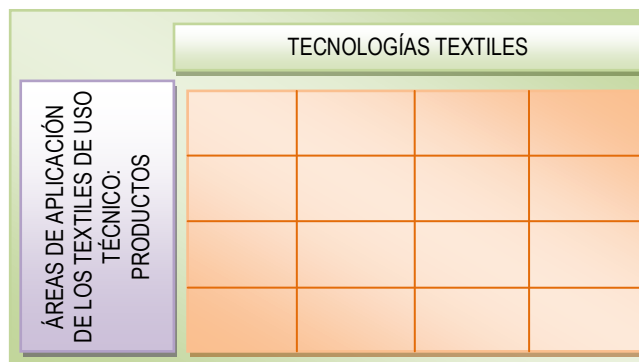 TECNOLOGÍAS TEXTILES
ÁREAS DE APLICACIÓN
DE LOS TEXTILES DE USO
TÉCNICO:
PRODUCTOS